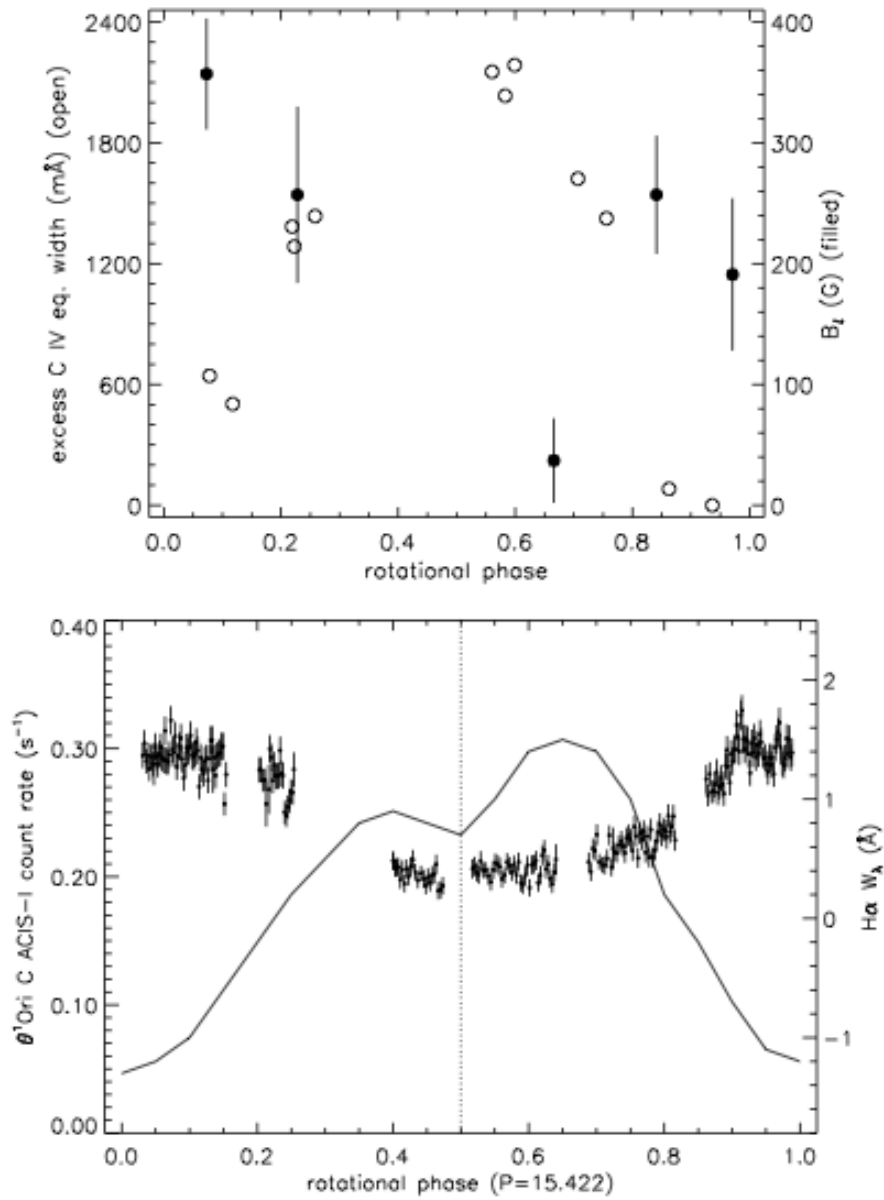 2400
1800
1200
600
0
excess C IV eq. width (mÅ) (open)
400
300
200
100
0
B_ℓ (G) (filled)
0.0 0.2 0.4 0.6 0.8 1.0
rotational phase
0.40
0.30
0.20
0.10
0.00
θ¹Ori C ACIS-I count rate (s⁻¹)
2
1
0
-1
Hα W_λ (Å)
0.0 0.2 0.4 0.6 0.8 1.0
rotational phase (P=15.422)